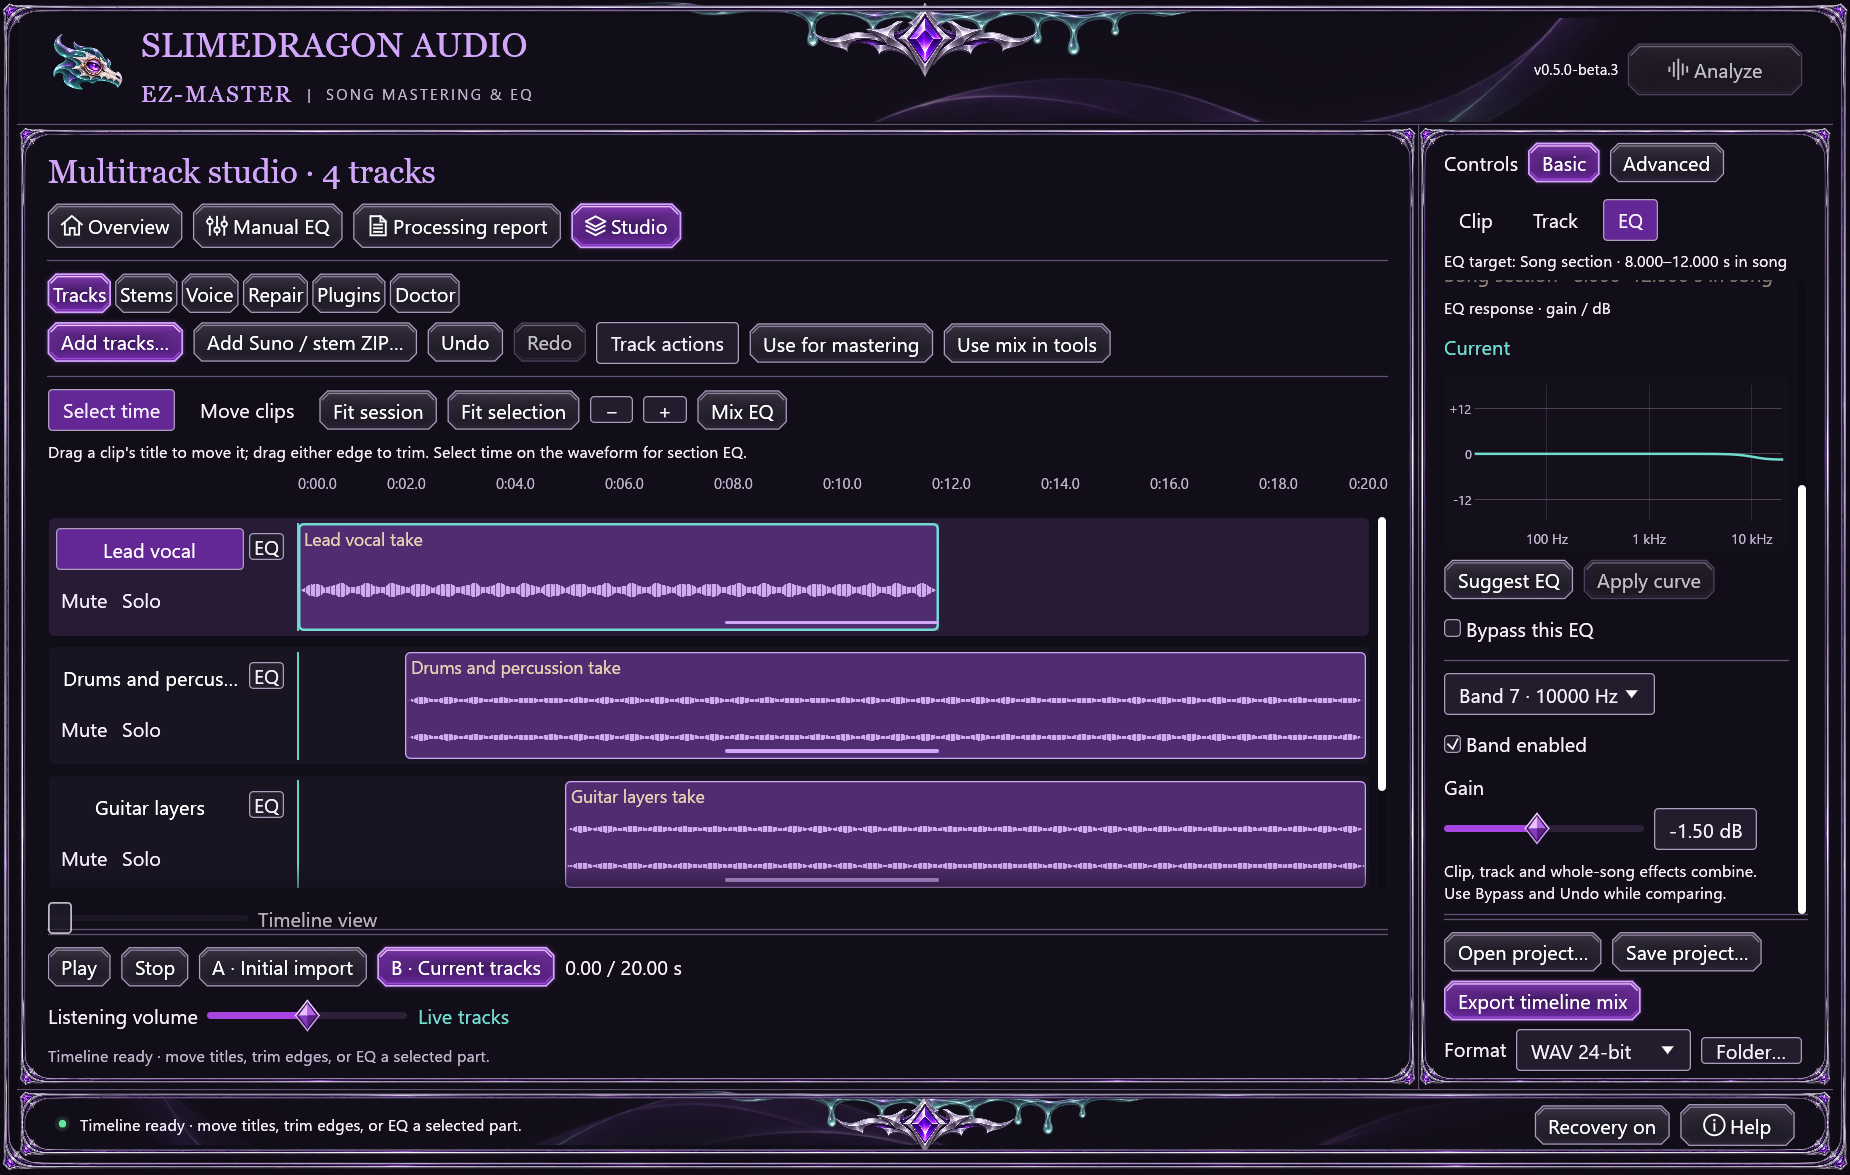 SLIMEDRAGON AUDIO
EZ-MASTER | SONG MASTERING & EQ
v0.5.0-beta.3
Analyze
Multitrack studio · 4 tracks
Overview
Manual EQ
Processing report
Studio
Tracks
Stems
Voice
Repair
Plugins
Doctor
Add tracks...
Add Suno / stem ZIP...
Undo
Redo
Track actions
Use for mastering
Use mix in tools
Select time
Move clips
Fit session
Fit selection
–
+
Mix EQ
Drag a clip's title to move it; drag either edge to trim. Select time on the waveform for section EQ.
0:00.0 0:02.0 0:04.0 0:06.0 0:08.0 0:10.0 0:12.0 0:14.0 0:16.0 0:18.0 0:20.0
Lead vocal
EQ
Mute Solo
Lead vocal take
Drums and percus...
EQ
Mute Solo
Drums and percussion take
Guitar layers
EQ
Mute Solo
Guitar layers take
Timeline view
Play
Stop
A · Initial import
B · Current tracks
0.00 / 20.00 s
Listening volume
Live tracks
Timeline ready · move titles, trim edges, or EQ a selected part.
Controls
Basic
Advanced
Clip
Track
EQ
EQ target: Song section · 8.000–12.000 s in song
Song section · 8.000–12.000 s in song
EQ response · gain / dB
Current
+12
0
-12
100 Hz 1 kHz 10 kHz
Suggest EQ
Apply curve
Bypass this EQ
Band 7 · 10000 Hz
Band enabled
Gain
-1.50 dB
Clip, track and whole-song effects combine.
Use Bypass and Undo while comparing.
Open project...
Save project...
Export timeline mix
Format
WAV 24-bit
Folder...
Timeline ready · move titles, trim edges, or EQ a selected part.
Recovery on
Help